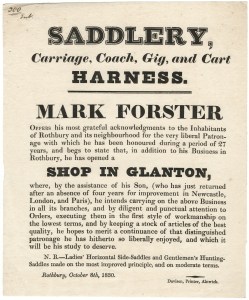 SADDLERY,
Carriage, Coach, Gig, and Cart
HARNESS.
MARK FORSTER
OFFERS his most grateful acknowledgments to the Inhabitants
of Rothbury and its neighbourhood for the very liberal Patron-
age with which he has been honoured during a period of 27
years, and begs to state that, in addition to his Business in
Rothbury, he has opened a
SHOP IN GLANTON,
where, by the assistance of his Son, (who has just returned
after an absence of four years for improvement in Newcastle,
London, and Paris), he intends carrying on the above Business
in all its branches, and by diligent and punctual attention to
Orders, executing them in the first style of workmanship on
the lowest terms, and by keeping a stock of articles of the best
quality, he hopes to merit a continuance of that distinguished
patronage he has hitherto so liberally enjoyed, and which it
will be his study to deserve.
N. B.—Ladies' Horizontal Side-Saddles and Gentlemen's Hunting-
Saddles made on the most improved principle, and on moderate terms.
Rothbury, October 8th, 1830.
Davison, Printer, Alnwick.